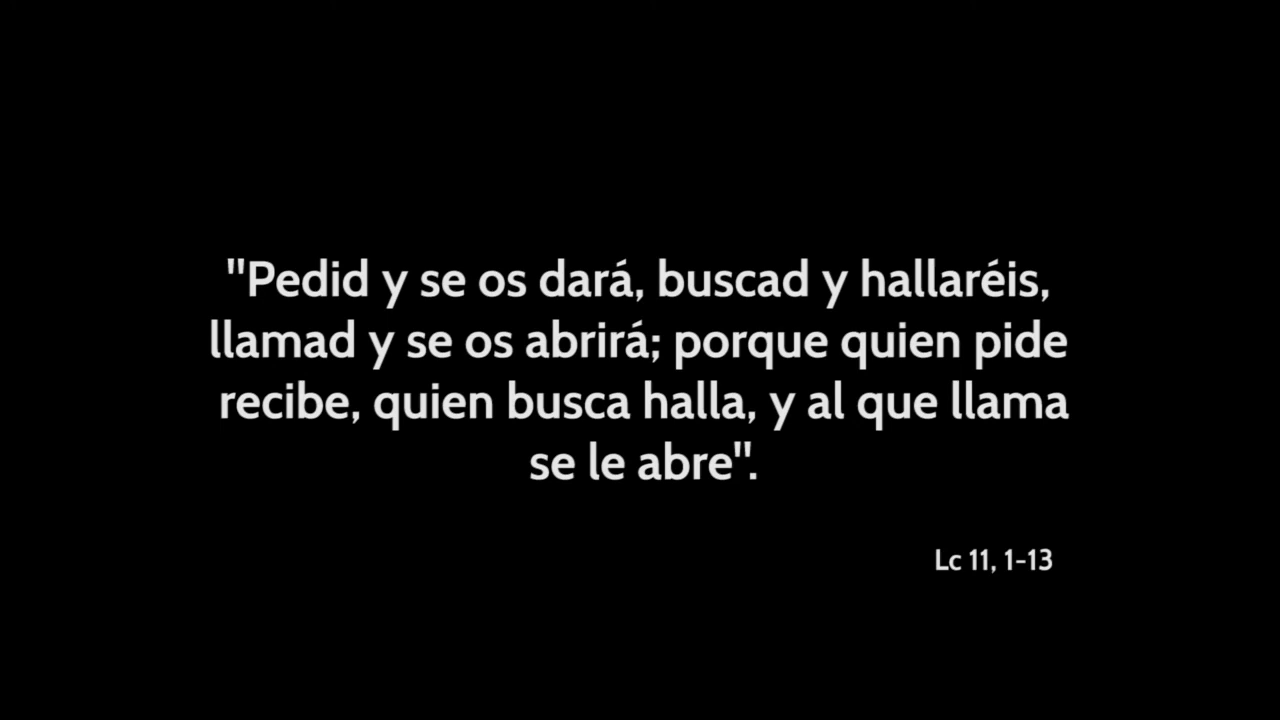 "Pedid y se os dará, buscad y hallaréis,
llamad y se os abrirá; porque quien pide
recibe, quien busca halla, y al que llama
se le abre".
Lc 11, 1-13